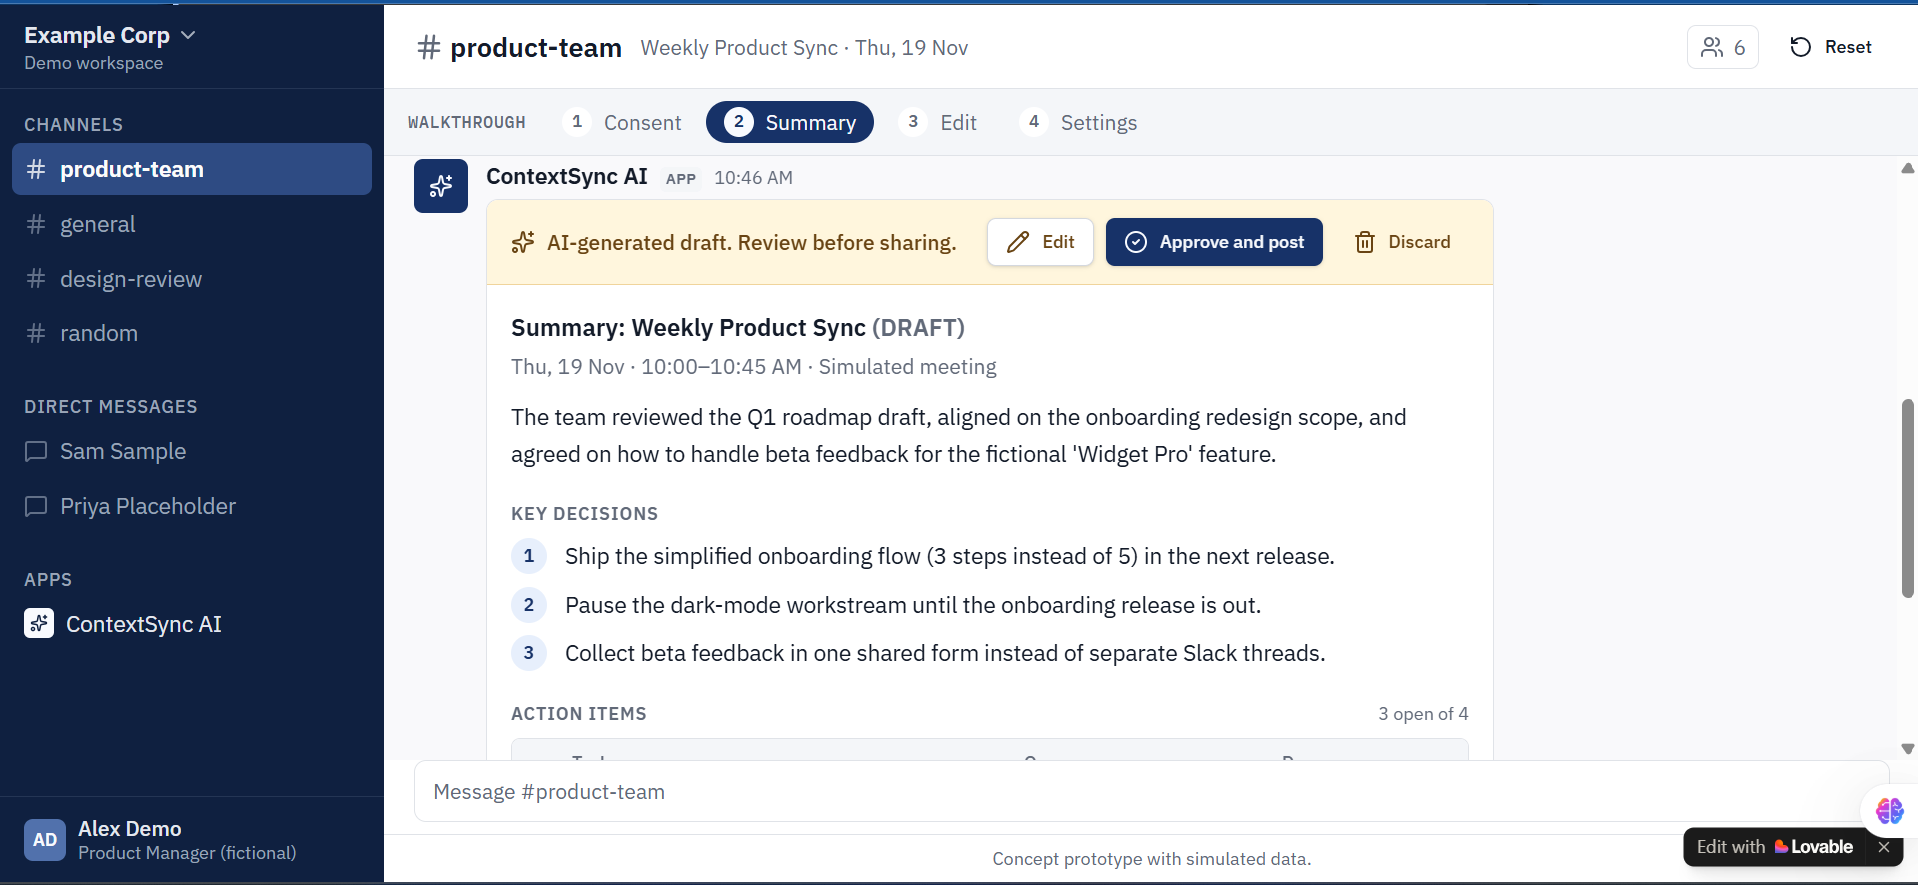 Example Corp
Demo workspace
CHANNELS
# product-team
# general
# design-review
# random
DIRECT MESSAGES
Sam Sample
Priya Placeholder
APPS
ContextSync AI
AD
Alex Demo
Product Manager (fictional)
# product-team Weekly Product Sync · Thu, 19 Nov
6
Reset
WALKTHROUGH 1 Consent 2 Summary 3 Edit 4 Settings
ContextSync AI APP 10:46 AM
AI-generated draft. Review before sharing. Edit Approve and post Discard
Summary: Weekly Product Sync (DRAFT)
Thu, 19 Nov · 10:00–10:45 AM · Simulated meeting
The team reviewed the Q1 roadmap draft, aligned on the onboarding redesign scope, and
agreed on how to handle beta feedback for the fictional 'Widget Pro' feature.
KEY DECISIONS
1 Ship the simplified onboarding flow (3 steps instead of 5) in the next release.
2 Pause the dark-mode workstream until the onboarding release is out.
3 Collect beta feedback in one shared form instead of separate Slack threads.
ACTION ITEMS 3 open of 4
Message #product-team
Concept prototype with simulated data.
Edit with Lovable ×